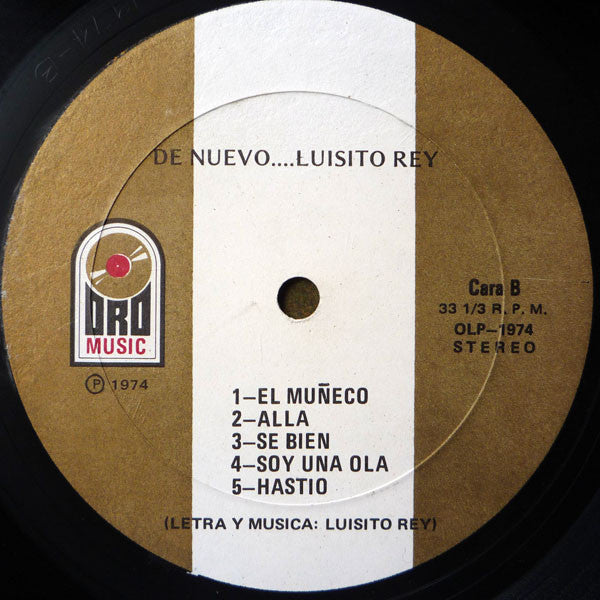 DE NUEVO....LUISITO REY
ORO
MUSIC
Ⓟ 1974
Cara B
33 1/3 R. P. M.
OLP-1974
STEREO
1-EL MUÑECO
2-ALLA
3-SE BIEN
4-SOY UNA OLA
5-HASTIO
(LETRA Y MUSICA: LUISITO REY)